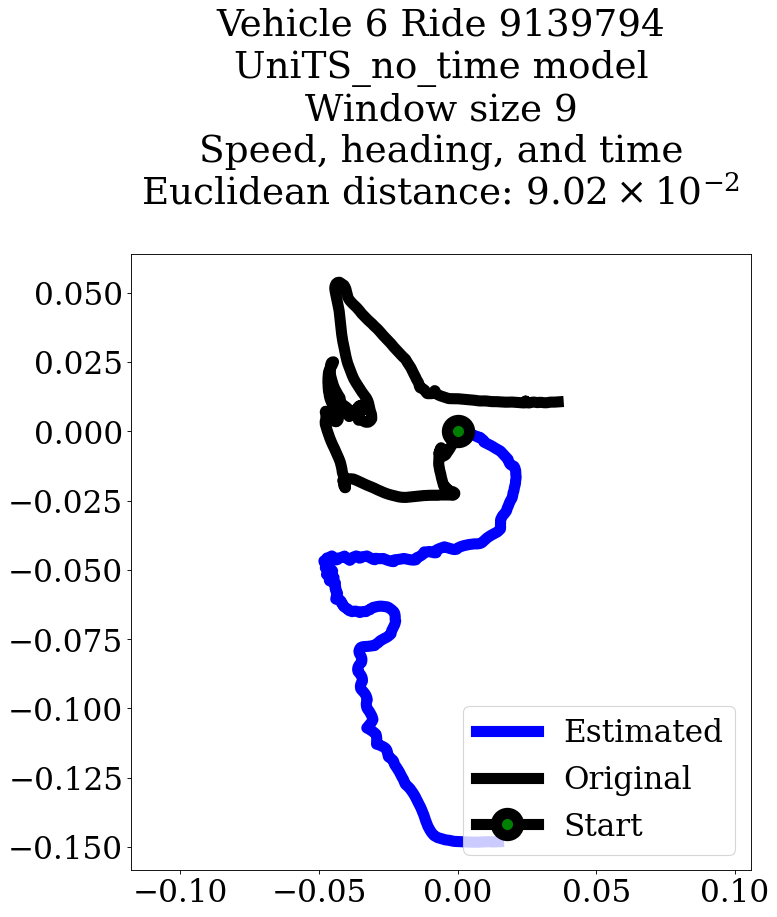 Vehicle 6 Ride 9139794
UniTS_no_time model
Window size 9
Speed, heading, and time
Euclidean distance: 9.02 × 10⁻²
0.050
0.025
0.000
−0.025
−0.050
−0.075
−0.100
−0.125
−0.150
Estimated
Original
Start
−0.10 −0.05 0.00 0.05 0.10